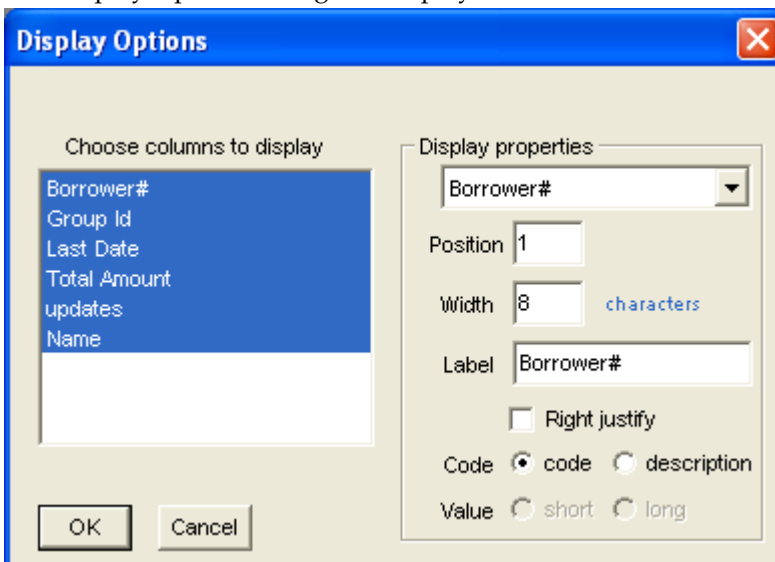 Display Options
Choose columns to display
Borrower#
Group Id
Last Date
Total Amount
updates
Name
OK
Cancel
Display properties
Borrower#
Position 1
Width 8 characters
Label Borrower#
Right justify
Code code description
Value short long